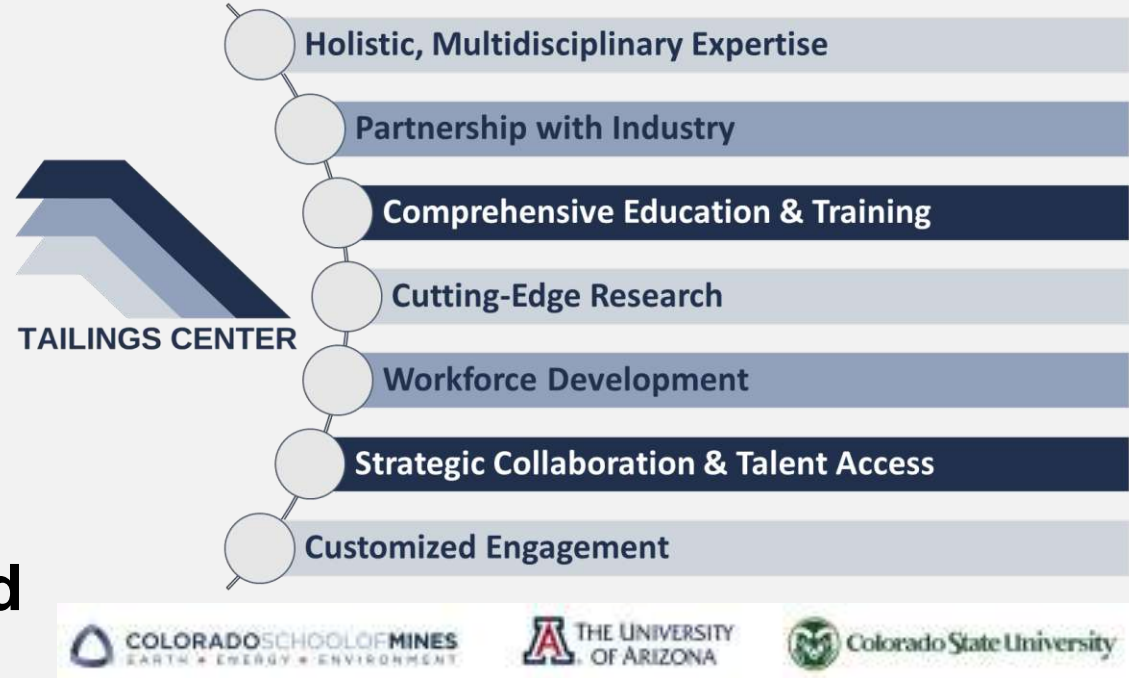 Holistic, Multidisciplinary Expertise
Partnership with Industry
Comprehensive Education & Training
TAILINGS CENTER
Cutting-Edge Research
Workforce Development
Strategic Collaboration & Talent Access
Customized Engagement
d
COLORADOSCHOOLOFMINES
EARTH • ENERGY • ENVIRONMENT
THE UNIVERSITY
OF ARIZONA
Colorado State University